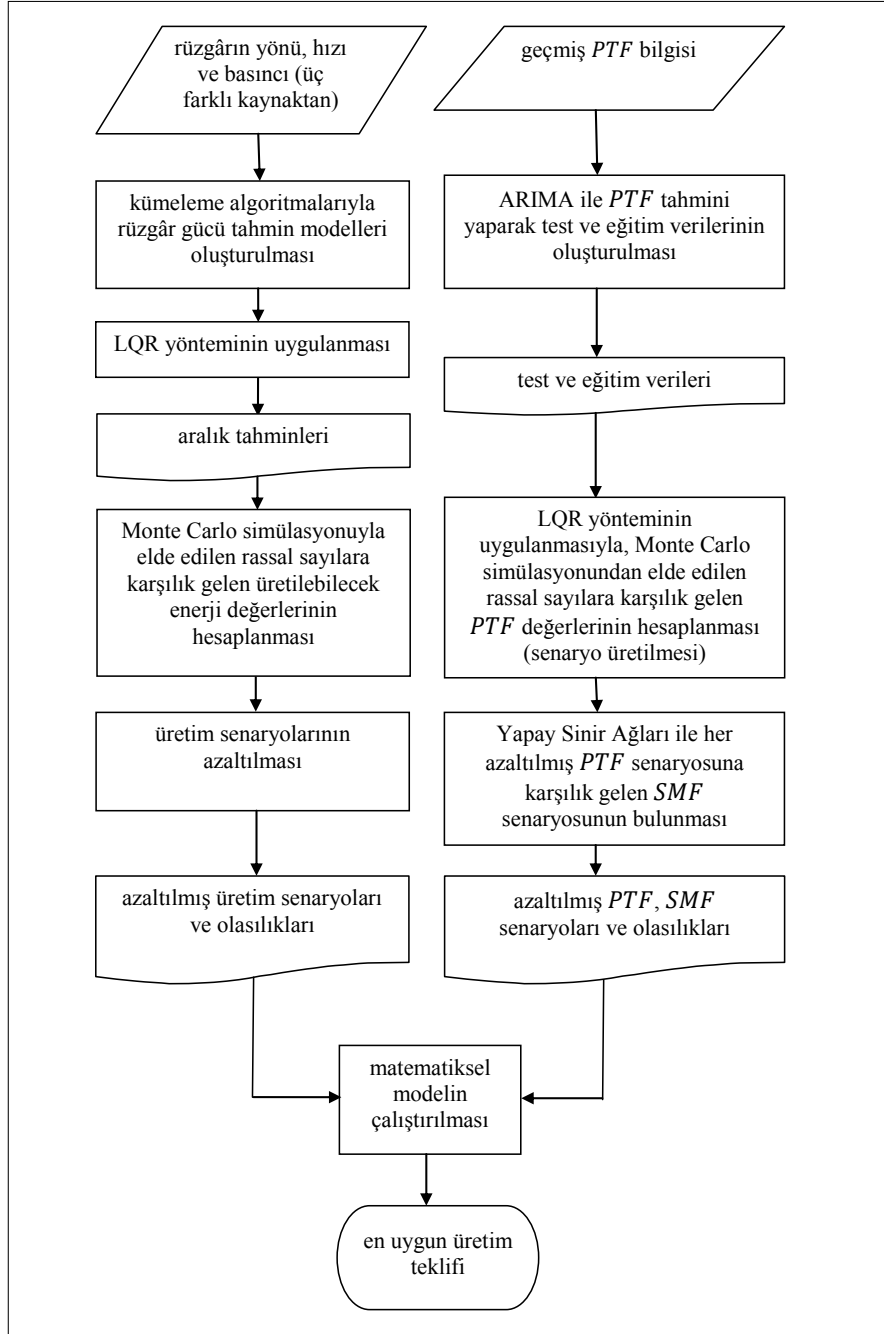 rüzgârın yönü, hızı
ve basıncı (üç
farklı kaynaktan)
kümeleme algoritmalarıyla
rüzgâr gücü tahmin modelleri
oluşturulması
LQR yönteminin uygulanması
aralık tahminleri
Monte Carlo simülasyonuyla
elde edilen rassal sayılara
karşılık gelen üretilebilecek
enerji değerlerinin
hesaplanması
üretim senaryolarının
azaltılması
azaltılmış üretim senaryoları
ve olasılıkları
geçmiş PTF bilgisi
ARIMA ile PTF tahmini
yaparak test ve eğitim verilerinin
oluşturulması
test ve eğitim verileri
LQR yönteminin
uygulanmasıyla, Monte Carlo
simülasyonundan elde edilen
rassal sayılara karşılık gelen
PTF değerlerinin hesaplanması
(senaryo üretilmesi)
Yapay Sinir Ağları ile her
azaltılmış PTF senaryosuna
karşılık gelen SMF
senaryosunun bulunması
azaltılmış PTF, SMF
senaryoları ve olasılıkları
matematiksel
modelin
çalıştırılması
en uygun üretim
teklifi